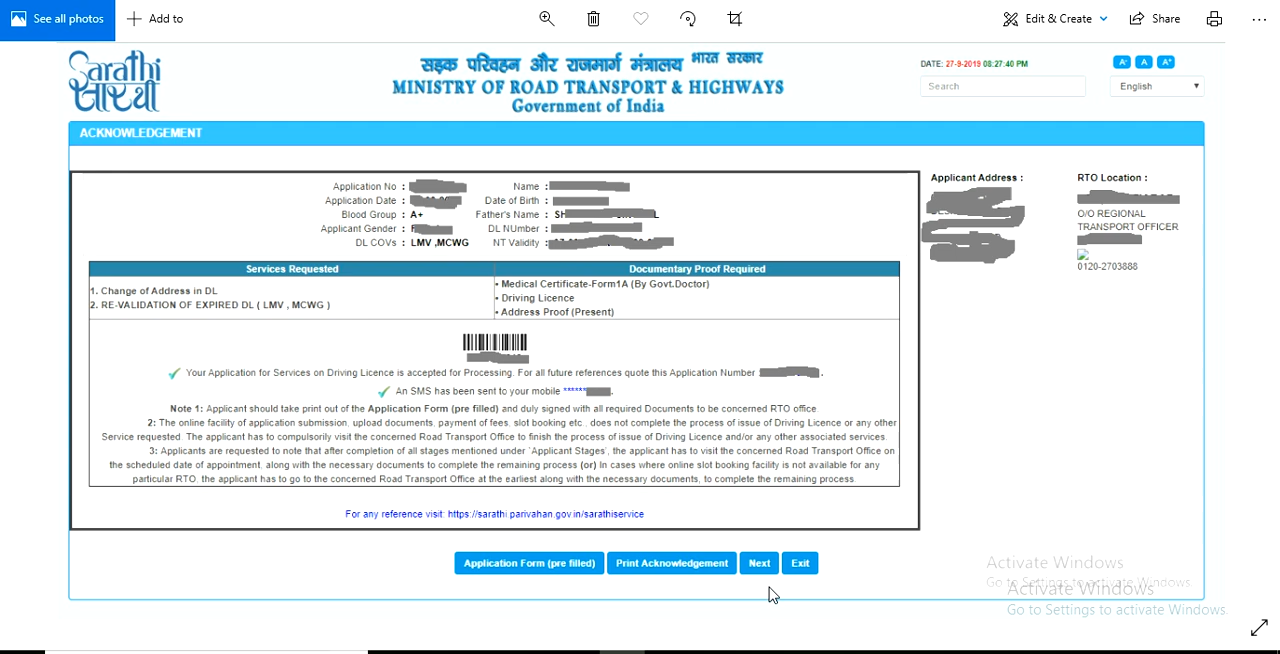 See all photos
Add to
Edit & Create
Share
Sarathi
सारथी
सड़क परिवहन और राजमार्ग मंत्रालय भारत सरकार
MINISTRY OF ROAD TRANSPORT & HIGHWAYS
Government of India
DATE: 27-9-2019 08:27:40 PM
A- A A+
Search
English
ACKNOWLEDGEMENT
Application No :
Name :
Application Date :
Date of Birth :
Blood Group : A+
Father's Name : SH L
Applicant Gender : F
DL NUmber :
DL COVs : LMV ,MCWG
NT Validity :
Applicant Address :
RTO Location :
O/O REGIONAL
TRANSPORT OFFICER
0120-2703888
Services Requested
Documentary Proof Required
1. Change of Address in DL
2. RE-VALIDATION OF EXPIRED DL ( LMV , MCWG )
• Medical Certificate-Form1A (By Govt.Doctor)
• Driving Licence
• Address Proof (Present)
Your Application for Services on Driving Licence is accepted for Processing. For all future references quote this Application Number .
An SMS has been sent to your mobile ****** .
Note 1: Applicant should take print out of the Application Form (pre filled) and duly signed with all required Documents to be concerned RTO office.
2: The online facility of application submission, upload documents, payment of fees, slot booking etc., does not complete the process of issue of Driving Licence or any other
Service requested. The applicant has to compulsorily visit the concerned Road Transport Office to finish the process of issue of Driving Licence and/or any other associated services.
3: Applicants are requested to note that after completion of all stages mentioned under 'Applicant Stages', the applicant has to visit the concerned Road Transport Office on
the scheduled date of appointment, along with the necessary documents to complete the remaining process (or) In cases where online slot booking facility is not available for any
particular RTO, the applicant has to go to the concerned Road Transport Office at the earliest along with the necessary documents, to complete the remaining process.
For any reference visit: https://sarathi.parivahan.gov.in/sarathiservice
Application Form (pre filled)
Print Acknowledgement
Next
Exit
Activate Windows
Go to Settings to activate Windows.
Activate Windows
Go to Settings to activate Windows.